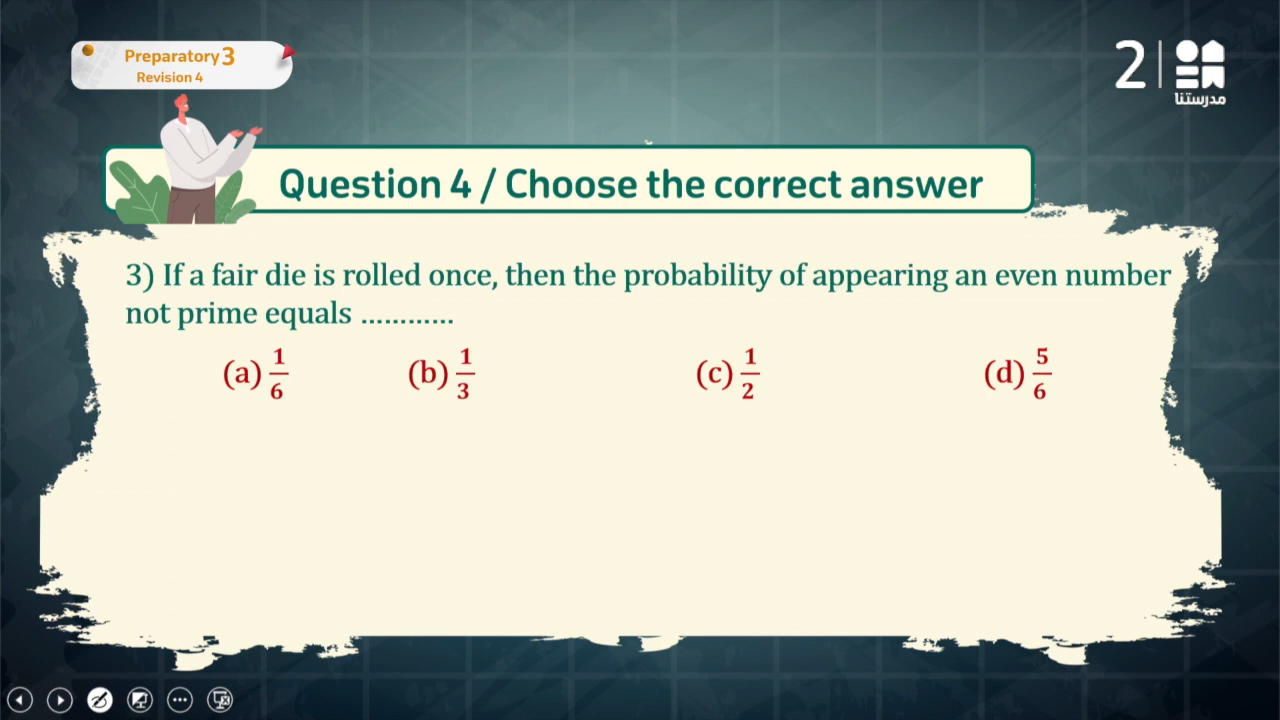 Preparatory 3
Revision 4
2
مدرستنا
Question 4 / Choose the correct answer
3) If a fair die is rolled once, then the probability of appearing an even number
not prime equals ............
(a) 1/6 (b) 1/3 (c) 1/2 (d) 5/6